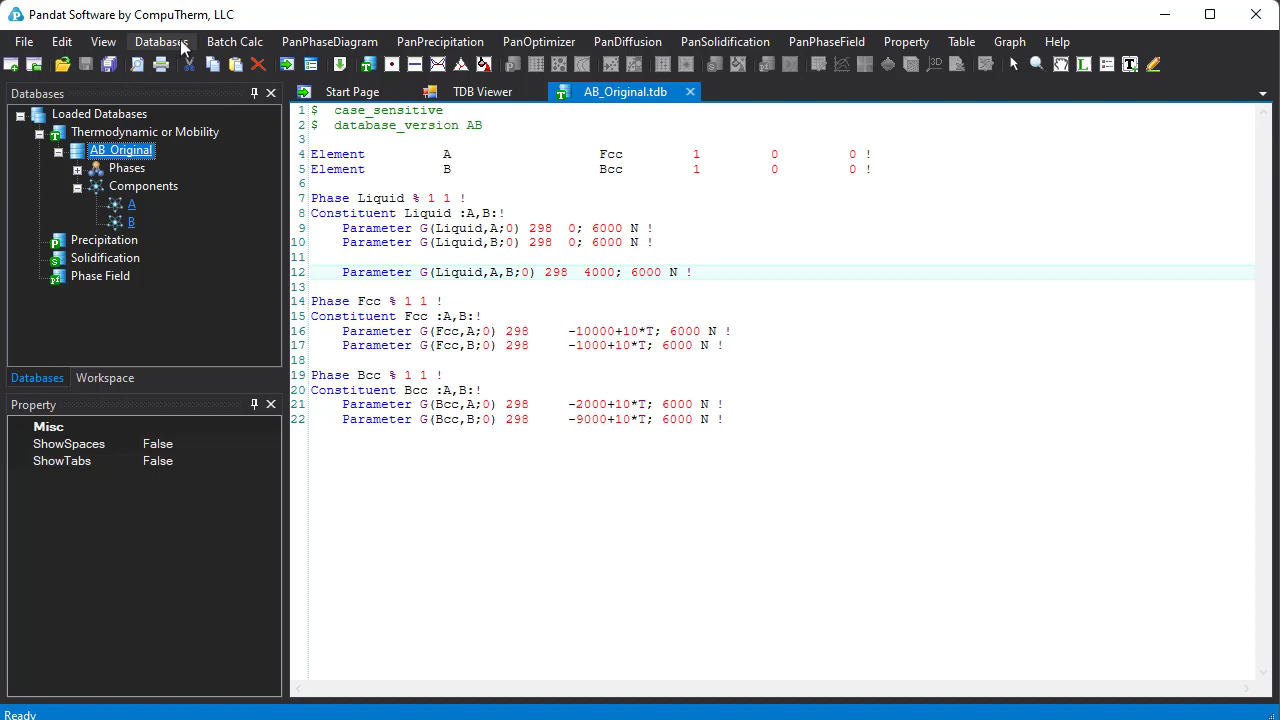 Pandat Software by CompuTherm, LLC
File Edit View Databases Batch Calc PanPhaseDiagram PanPrecipitation PanOptimizer PanDiffusion PanSolidification PanPhaseField Property Table Graph Help
Databases
Loaded Databases
Thermodynamic or Mobility
AB_Original
Phases
Components
A
B
Precipitation
Solidification
Phase Field
Databases Workspace
Property
Misc
ShowSpaces False
ShowTabs False
Start Page TDB Viewer AB_Original.tdb
1 $ case_sensitive
2 $ database_version AB
3
4 Element A Fcc 1 0 0 !
5 Element B Bcc 1 0 0 !
6
7 Phase Liquid % 1 1 !
8 Constituent Liquid :A,B:!
9 Parameter G(Liquid,A;0) 298 0; 6000 N !
10 Parameter G(Liquid,B;0) 298 0; 6000 N !
11
12 Parameter G(Liquid,A,B;0) 298 4000; 6000 N !
13
14 Phase Fcc % 1 1 !
15 Constituent Fcc :A,B:!
16 Parameter G(Fcc,A;0) 298 -10000+10*T; 6000 N !
17 Parameter G(Fcc,B;0) 298 -1000+10*T; 6000 N !
18
19 Phase Bcc % 1 1 !
20 Constituent Bcc :A,B:!
21 Parameter G(Bcc,A;0) 298 -2000+10*T; 6000 N !
22 Parameter G(Bcc,B;0) 298 -9000+10*T; 6000 N !
Ready